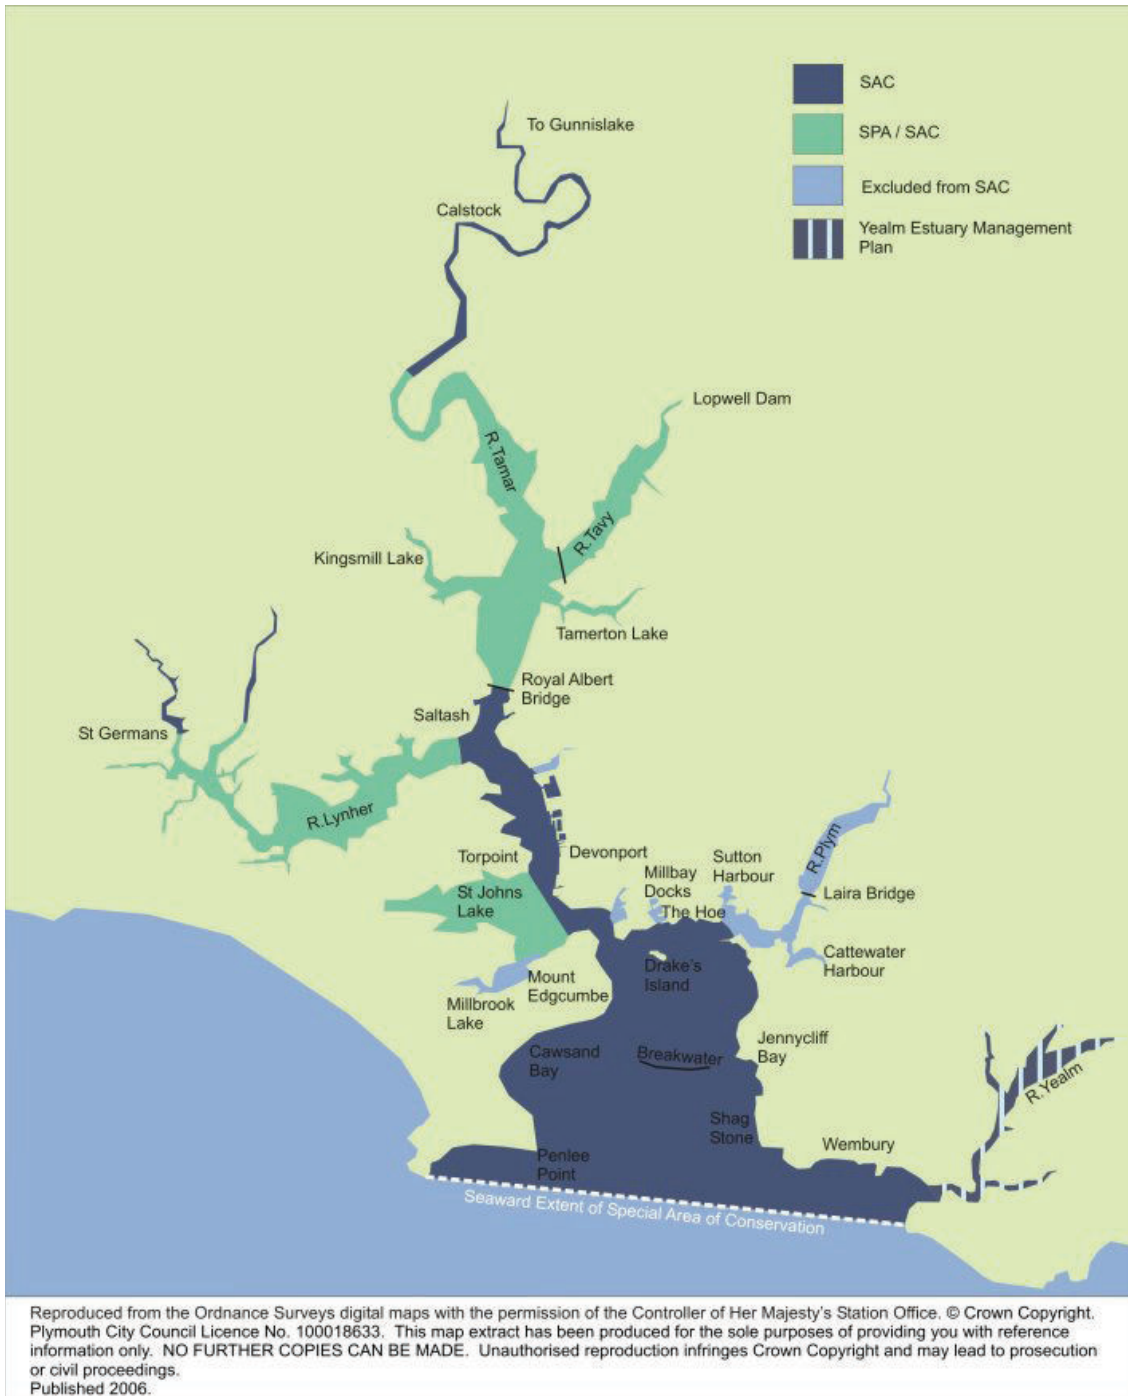 SAC
To Gunnislake
SPA / SAC
Excluded from SAC
Calstock
Yealm Estuary Management
Plan
Lopwell Dam
R.Tamar
R.Tavy
Kingsmill Lake
Tamerton Lake
Royal Albert
Bridge
Saltash
St Germans
R.Lynher
R.Plym
Torpoint
Devonport
Sutton
Harbour
Millbay
Docks
St Johns
Lake
The Hoe
Laira Bridge
Cattewater
Harbour
Drake's
Island
Mount
Edgcumbe
Millbrook
Lake
Jennycliff
Bay
Cawsand
Bay
Breakwater
R.Yealm
Shag
Stone
Wembury
Penlee
Point
Seaward Extent of Special Area of Conservation
Reproduced from the Ordnance Surveys digital maps with the permission of the Controller of Her Majesty's Station Office. © Crown Copyright.
Plymouth City Council Licence No. 100018633.  This map extract has been produced for the sole purposes of providing you with reference
information only.  NO FURTHER COPIES CAN BE MADE.  Unauthorised reproduction infringes Crown Copyright and may lead to prosecution
or civil proceedings.
Published 2006.